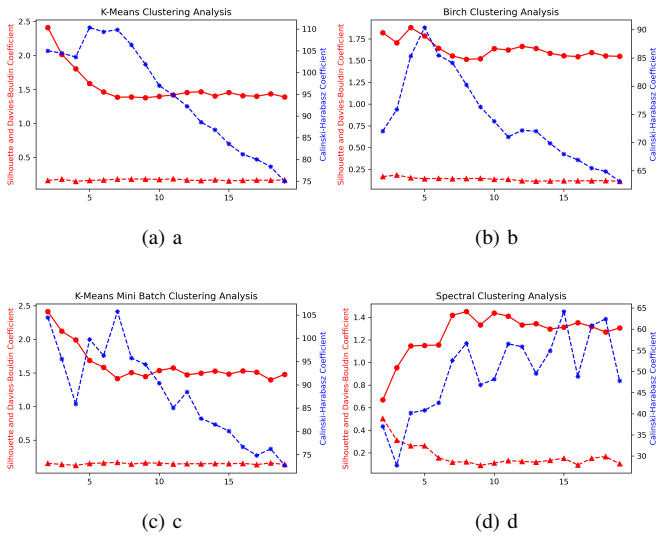 K-Means Clustering Analysis
Silhouette and Davies-Bouldin Coefficient
2.5
2.0
1.5
1.0
0.5
5 10 15
110
105
100
95
90
85
80
75
Calinski-Harabasz Coefficient
(a) a
Birch Clustering Analysis
Silhouette and Davies-Bouldin Coefficient
1.75
1.50
1.25
1.00
0.75
0.50
0.25
5 10 15
90
85
80
75
70
65
Calinski-Harabasz Coefficient
(b) b
K-Means Mini Batch Clustering Analysis
Silhouette and Davies-Bouldin Coefficient
2.5
2.0
1.5
1.0
0.5
5 10 15
105
100
95
90
85
80
75
Calinski-Harabasz Coefficient
(c) c
Spectral Clustering Analysis
Silhouette and Davies-Bouldin Coefficient
1.4
1.2
1.0
0.8
0.6
0.4
0.2
5 10 15
65
60
55
50
45
40
35
30
Calinski-Harabasz Coefficient
(d) d